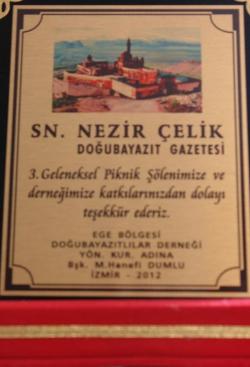 SN. NEZİR ÇELİK
DOĞUBAYAZIT GAZETESİ
3. Geleneksel Piknik Şölenimize ve
derneğimize katkılarınızdan dolayı
teşekkür ederiz.
EGE BÖLGESİ
DOĞUBAYAZITLILAR DERNEĞİ
YÖN. KUR. ADINA
Bşk. M.Hanefi DUMLU
İZMİR - 2012